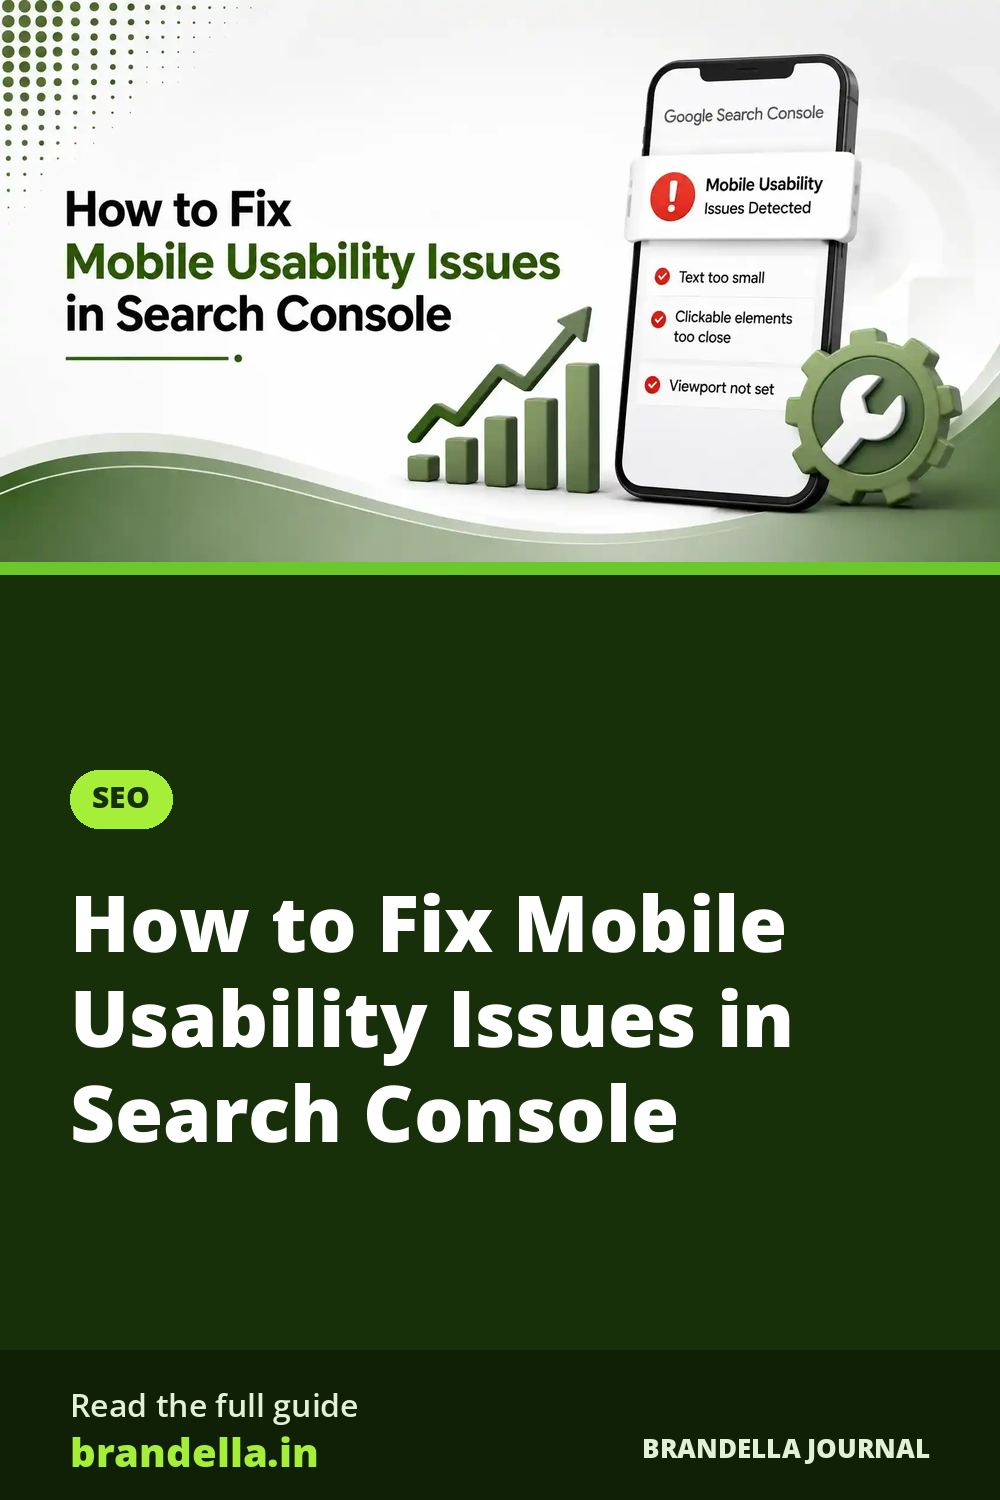 How to Fix
Mobile Usability Issues
in Search Console
Google Search Console
Mobile Usability
Issues Detected
Text too small
Clickable elements
too close
Viewport not set
SEO
How to Fix Mobile
Usability Issues in
Search Console
Read the full guide
brandella.in
BRANDELLA JOURNAL